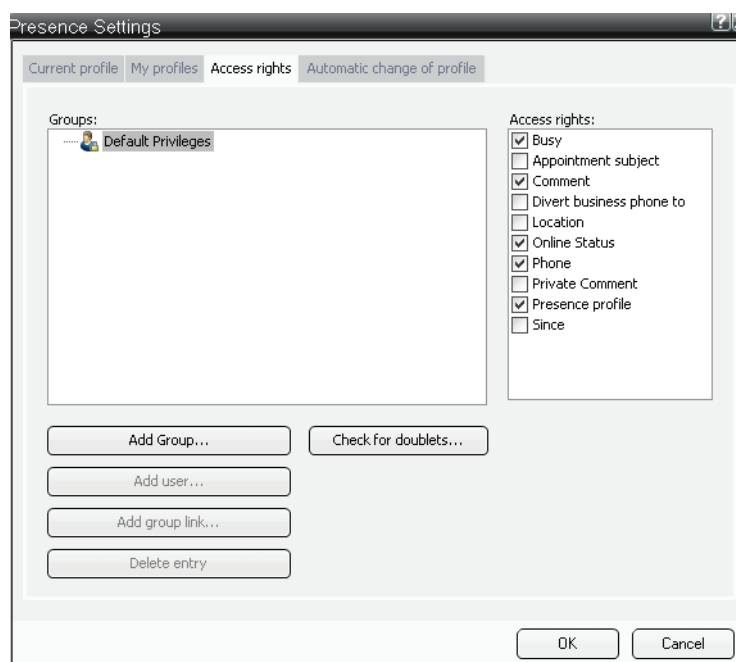 Presence Settings
Current profile My profiles Access rights Automatic change of profile
Groups:
Default Privileges
Access rights:
Busy
Appointment subject
Comment
Divert business phone to
Location
Online Status
Phone
Private Comment
Presence profile
Since
Add Group...
Check for doublets...
Add user...
Add group link...
Delete entry
OK
Cancel